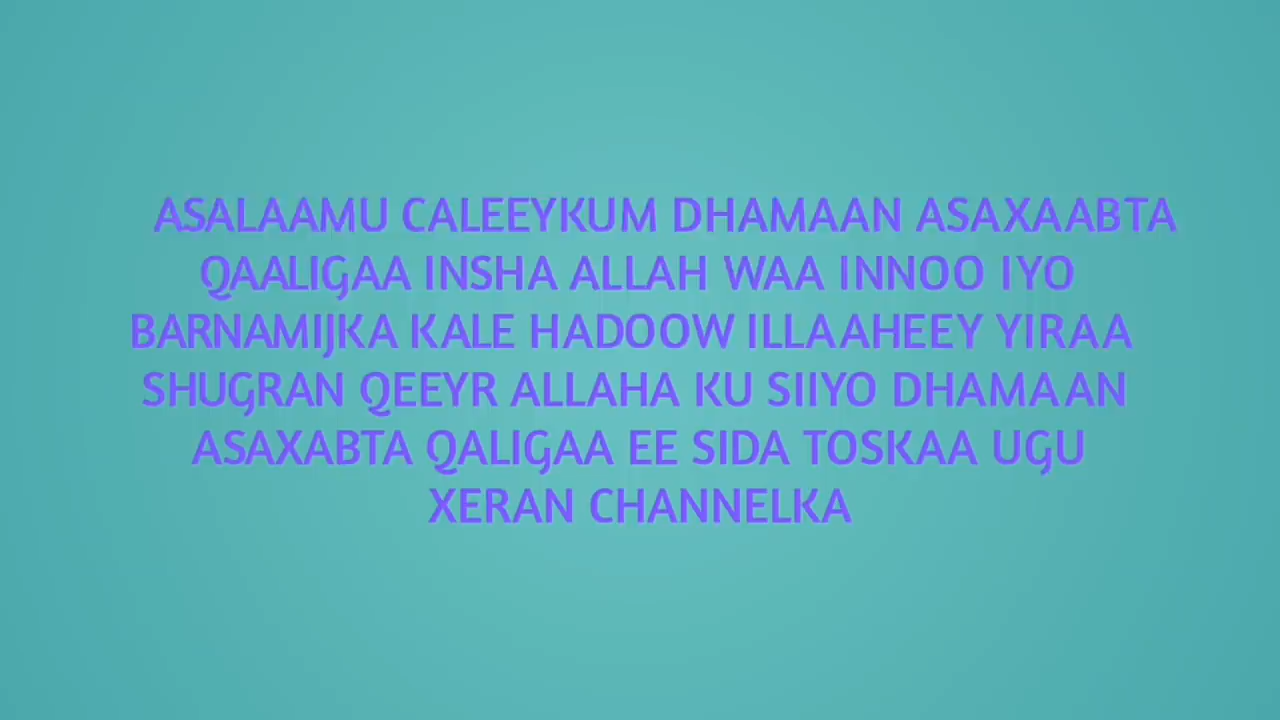 ASALAAMU CALEEYKUM DHAMAAN ASAXAABTA
QAALIGAA INSHA ALLAH WAA INNOO IYO
BARNAMIJKA KALE HADOOW ILLAAHEEY YIRAA
SHUGRAN QEEYR ALLAHA KU SIIYO DHAMAAN
ASAXABTA QALIGAA EE SIDA TOSKAA UGU
XERAN CHANNELKA